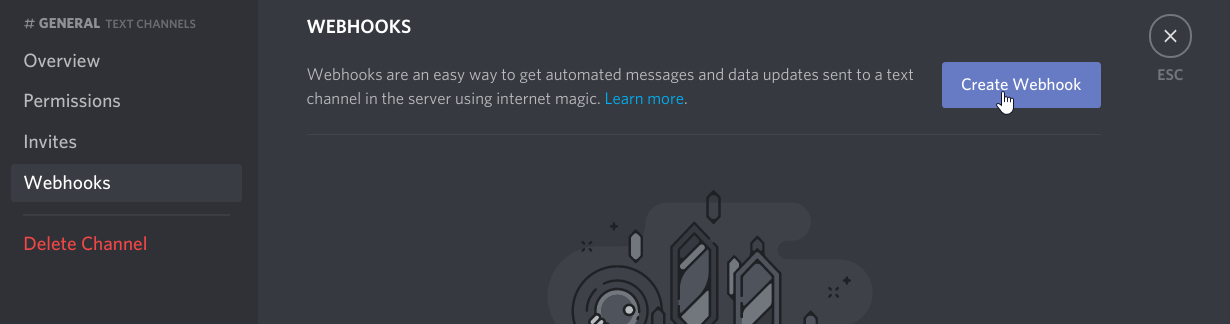 # GENERAL TEXT CHANNELS
Overview
Permissions
Invites
Webhooks
Delete Channel
WEBHOOKS
Webhooks are an easy way to get automated messages and data updates sent to a text
channel in the server using internet magic. Learn more.
Create Webhook
ESC